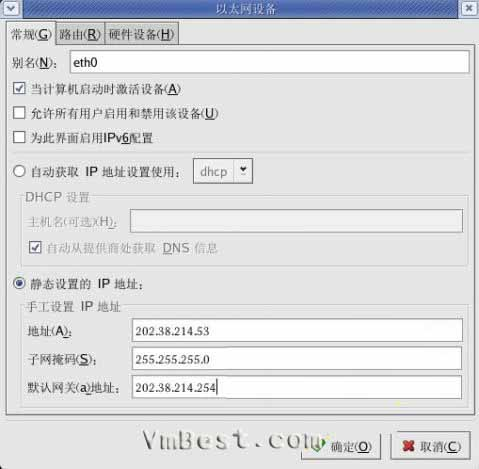 以太网设备
常规(G) 路由(R) 硬件设备(H)
别名(N)： eth0
当计算机启动时激活设备(A)
允许所有用户启用和禁用该设备(U)
为此界面启用IPv6配置
自动获取 IP 地址设置使用： dhcp
DHCP 设置
主机名(可选)(H)：
自动从提供商处获取 DNS 信息
静态设置的 IP 地址：
手工设置 IP 地址
地址(A)： 202.38.214.53
子网掩码(S)： 255.255.255.0
默认网关(a)地址： 202.38.214.254
VmBest.com
确定(O) 取消(C)